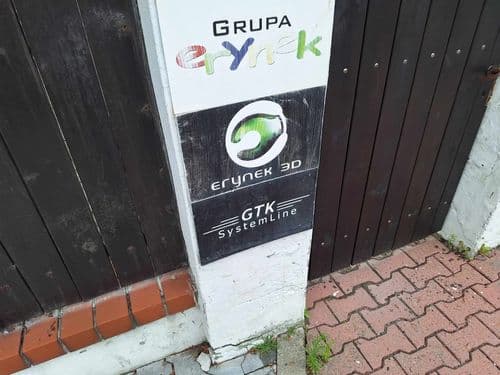 GRUPA
erynek
erynek 3D
GTK
SYSTEMLINE